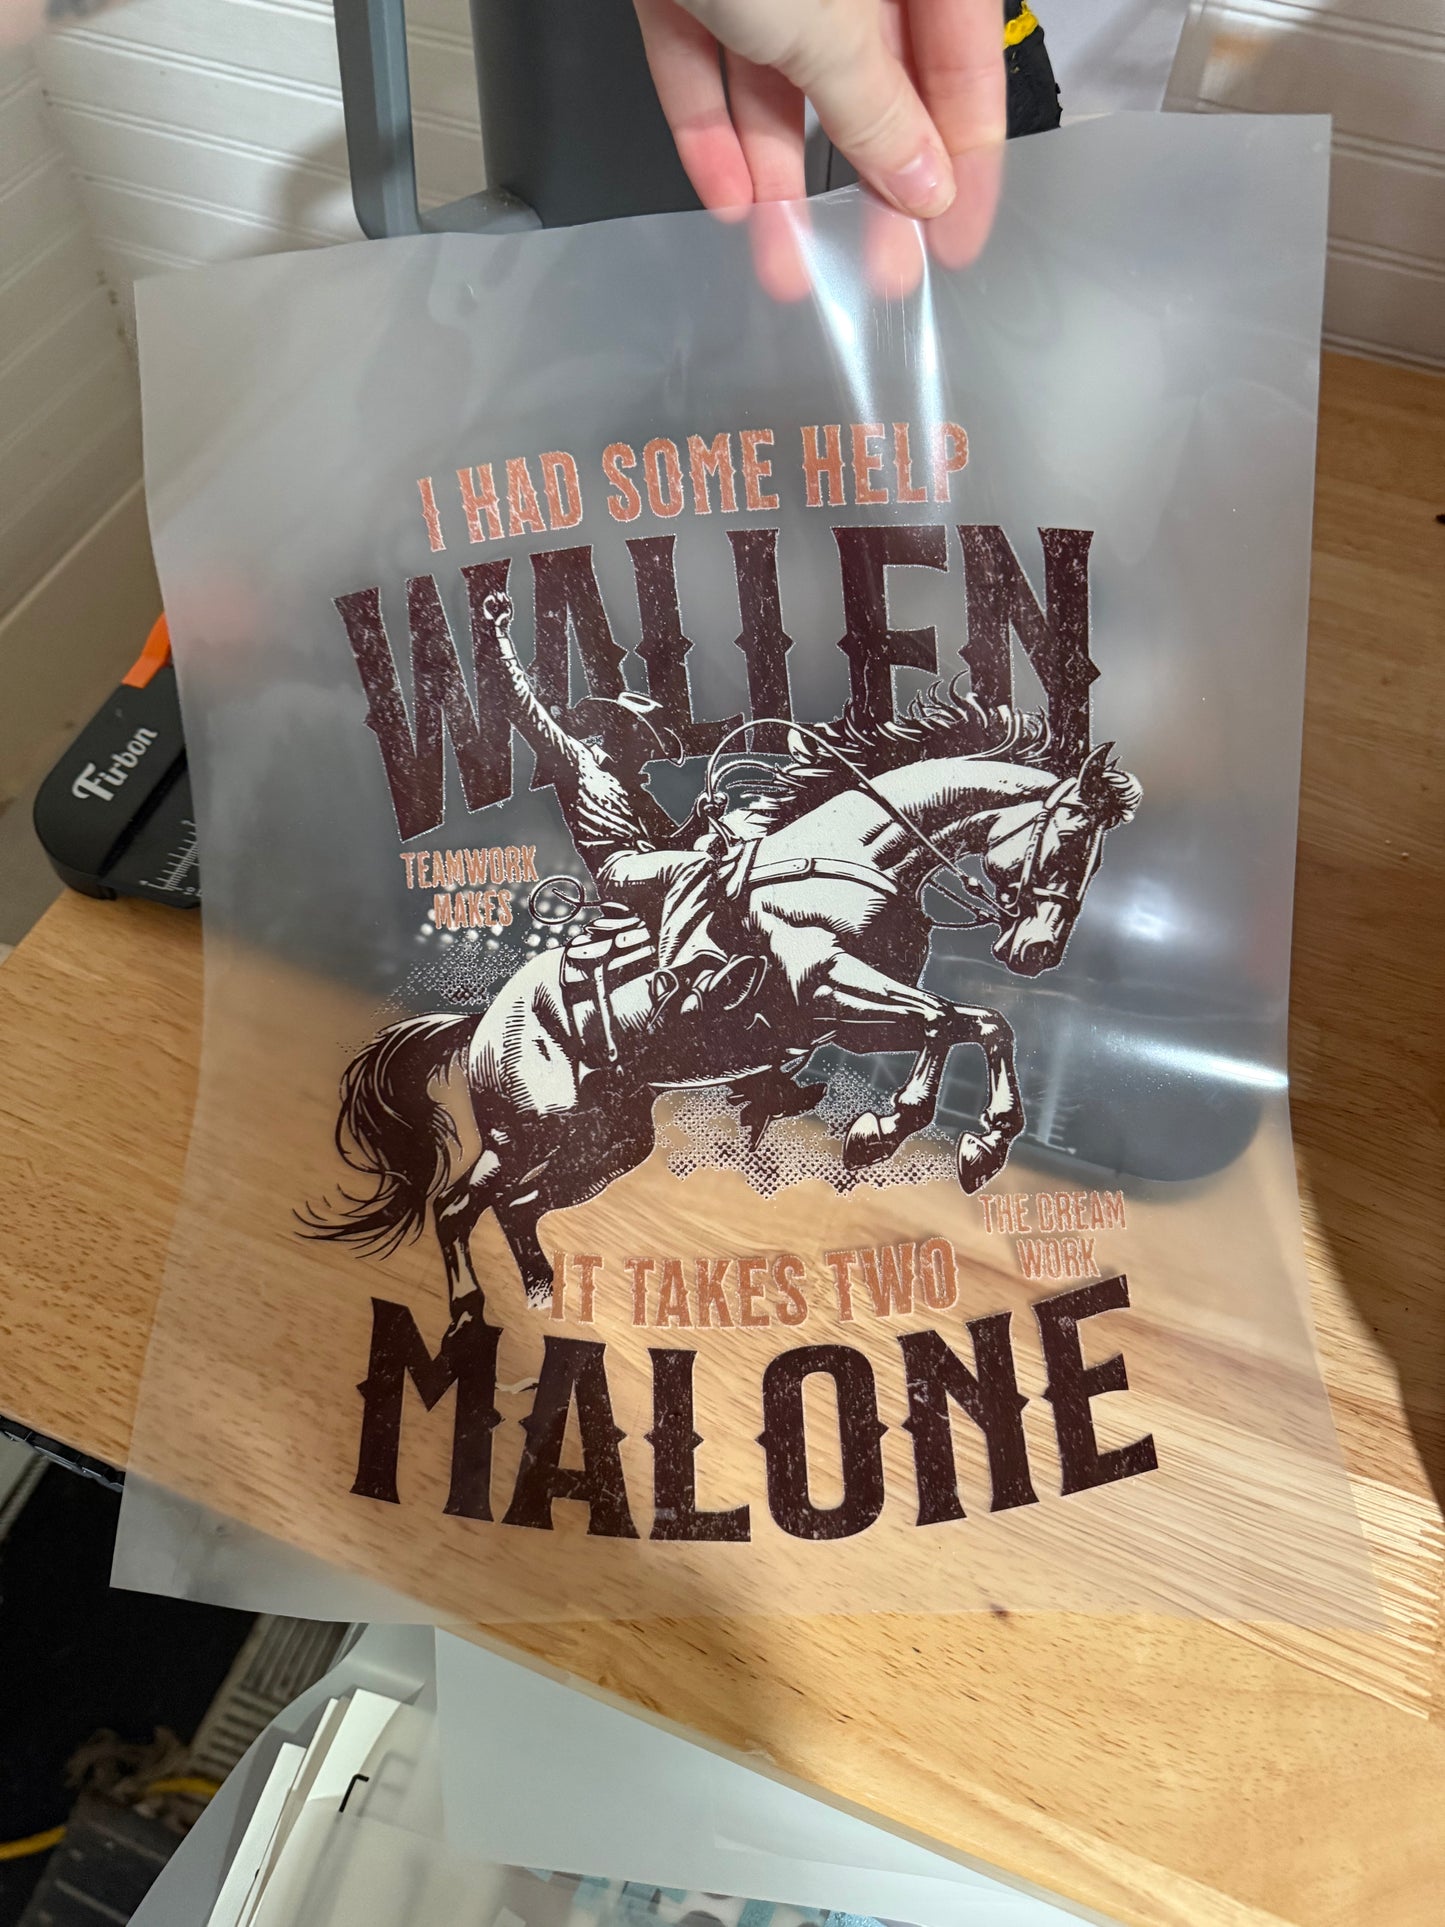 I HAD SOME HELP
WALLEN
TEAMWORK
MAKES
THE DREAM
WORK
IT TAKES TWO
MALONE
Firbon